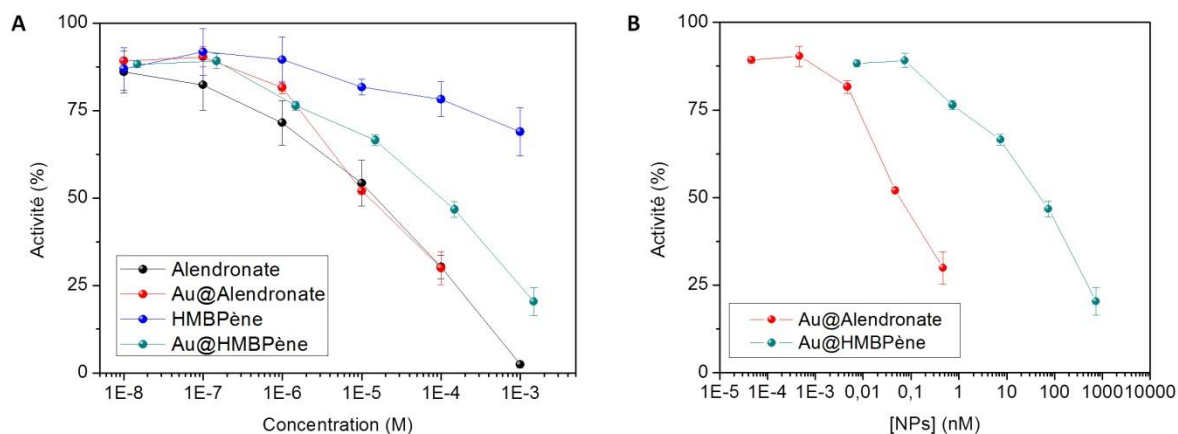 A
100
75
50
25
0
Activité (%)
Alendronate
Au@Alendronate
HMBPène
Au@HMBPène
1E-8 1E-7 1E-6 1E-5 1E-4 1E-3
Concentration (M)
B
100
75
50
25
0
Activité (%)
Au@Alendronate
Au@HMBPène
1E-5 1E-4 1E-3 0,01 0,1 1 10 100 1000 10000
[NPs] (nM)